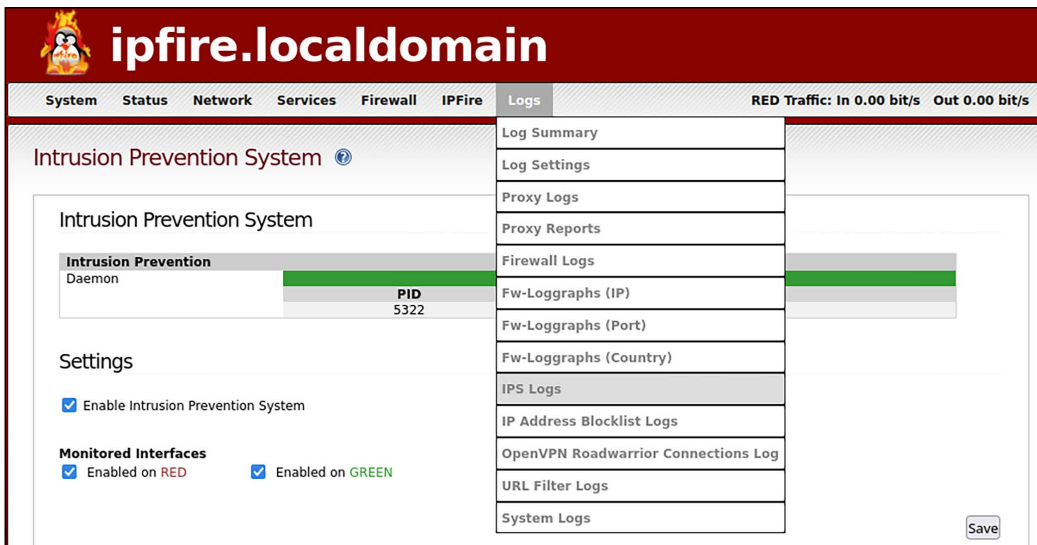 ipfire.localdomain
System Status Network Services Firewall IPFire Logs RED Traffic: In 0.00 bit/s Out 0.00 bit/s
Log Summary
Log Settings
Proxy Logs
Proxy Reports
Firewall Logs
Fw-Loggraphs (IP)
Fw-Loggraphs (Port)
Fw-Loggraphs (Country)
IPS Logs
IP Address Blocklist Logs
OpenVPN Roadwarrior Connections Log
URL Filter Logs
System Logs
Intrusion Prevention System ?
Intrusion Prevention System
Intrusion Prevention
Daemon
PID
5322
Settings
Enable Intrusion Prevention System
Monitored Interfaces
Enabled on RED Enabled on GREEN
Save